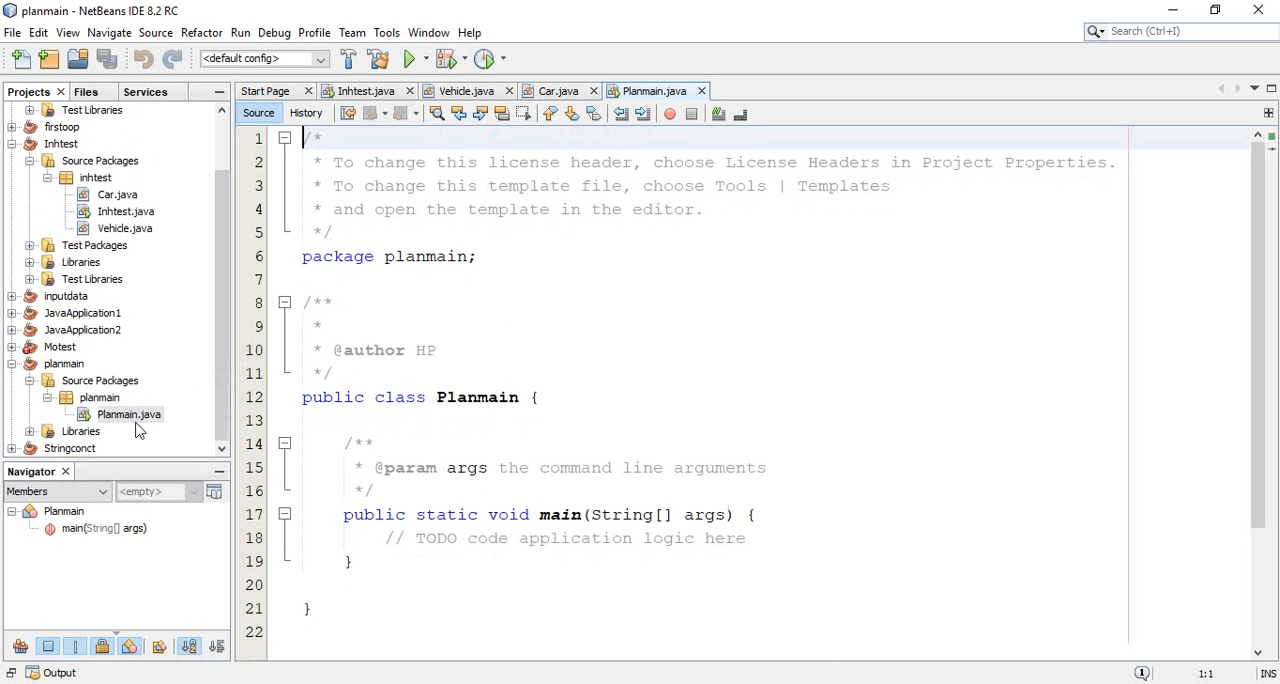 planmain - NetBeans IDE 8.2 RC
File Edit View Navigate Source Refactor Run Debug Profile Team Tools Window Help
Search (Ctrl+I)
<default config>
Projects Files Services
Start Page Inhtest.java Vehicle.java Car.java Planmain.java
Source History
Test Libraries
firstoop
Inhtest
Source Packages
inhtest
Car.java
Inhtest.java
Vehicle.java
Test Packages
Libraries
Test Libraries
inputdata
JavaApplication1
JavaApplication2
Motest
planmain
Source Packages
planmain
Planmain.java
Libraries
Stringconct
Navigator
Members <empty>
Planmain
main(String[] args)
1 /*
2 * To change this license header, choose License Headers in Project Properties.
3 * To change this template file, choose Tools | Templates
4 * and open the template in the editor.
5 */
6 package planmain;
7
8 /**
9 *
10 * @author HP
11 */
12 public class Planmain {
13
14 /**
15 * @param args the command line arguments
16 */
17 public static void main(String[] args) {
18 // TODO code application logic here
19 }
20
21 }
22
Output
1
1:1
INS